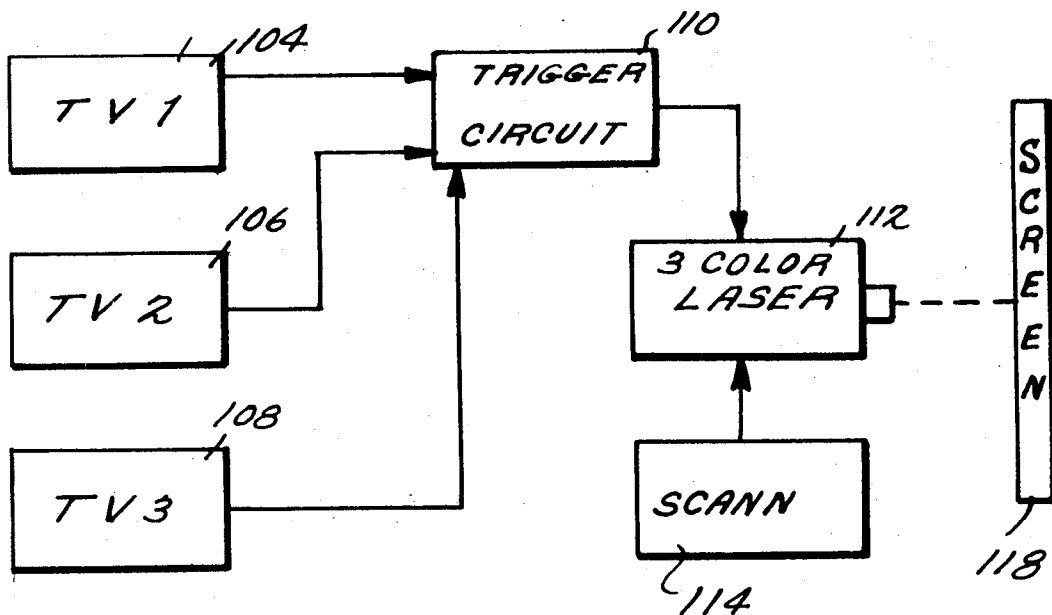 104
TV 1
110
TRIGGER
CIRCUIT
106
TV 2
112
3 COLOR
LASER
SCREEN
108
TV 3
SCANN
114
118